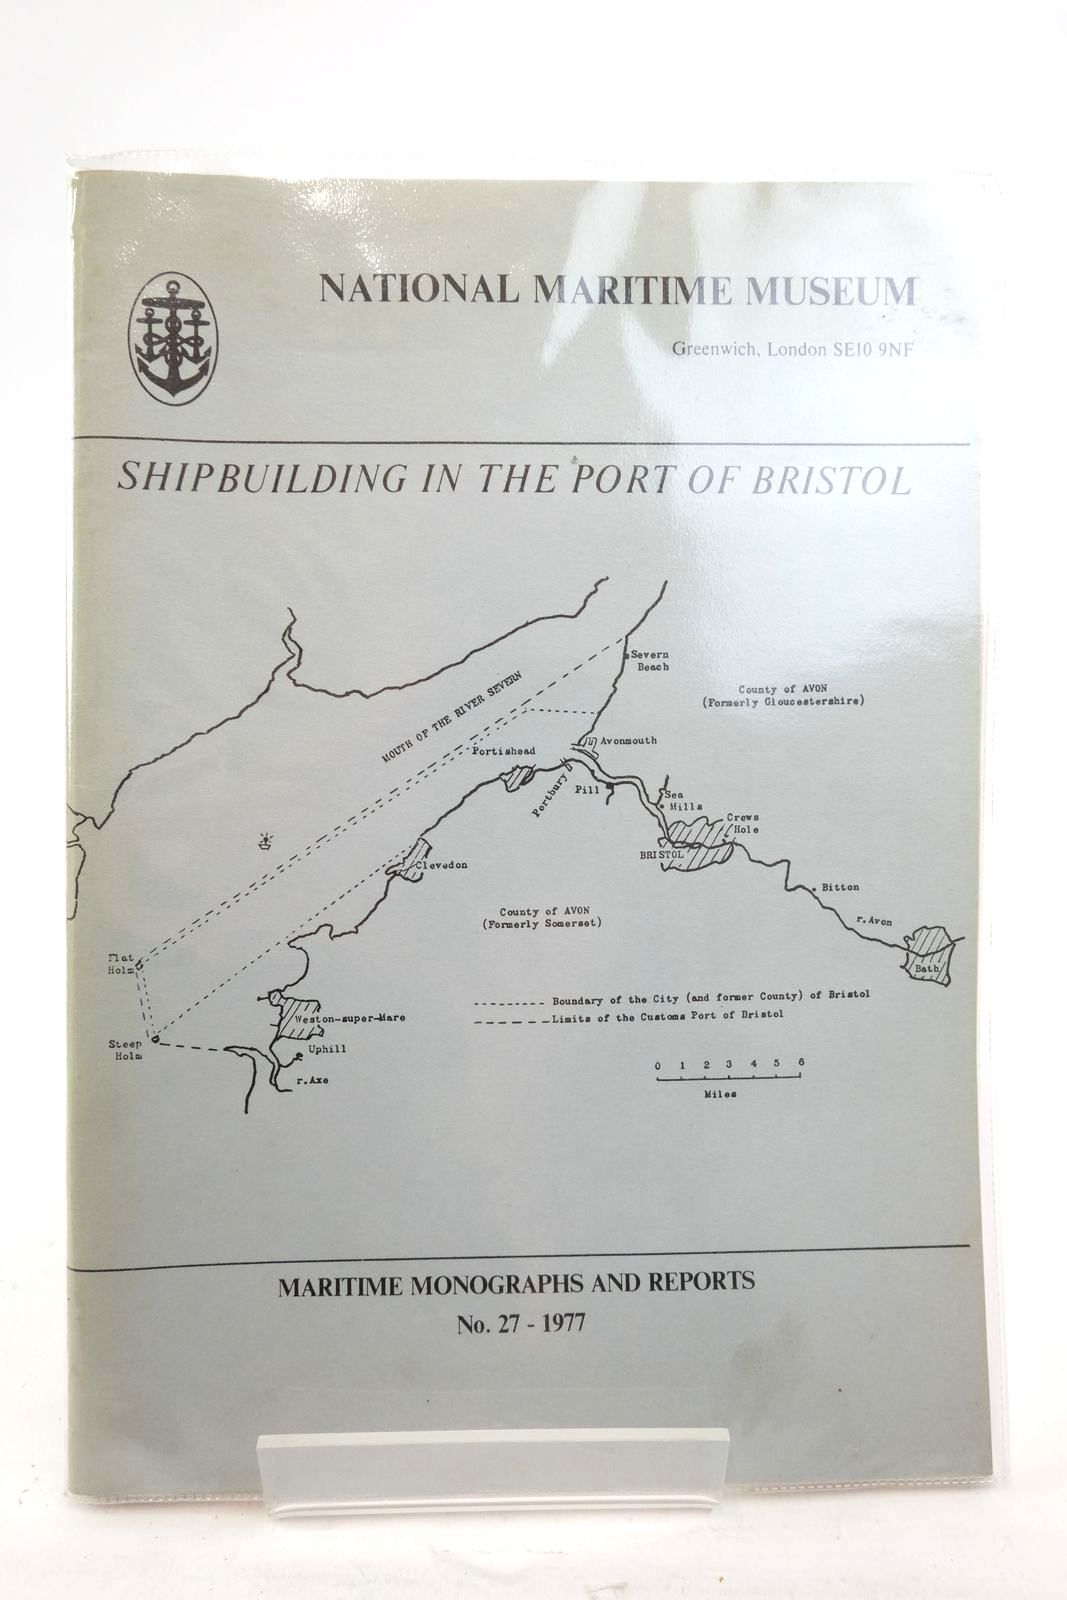 NATIONAL MARITIME MUSEUM
Greenwich, London SE10 9NF
SHIPBUILDING IN THE PORT OF BRISTOL
Severn
Beach
MOUTH OF THE RIVER SEVERN
County of AVON
(Formerly Gloucestershire)
Avonmouth
Portishead
Portbury
Pill
Sea
Mills
Crews
Hole
BRISTOL
Clevedon
Bitton
r.Avon
County of AVON
(Formerly Somerset)
Flat
Holm
Bath
Boundary of the City (and former County) of Bristol
Limits of the Customs Port of Bristol
Weston-super-Mare
Steep
Holm
Uphill
r.Axe
0 1 2 3 4 5 6
Miles
MARITIME MONOGRAPHS AND REPORTS
No. 27 - 1977